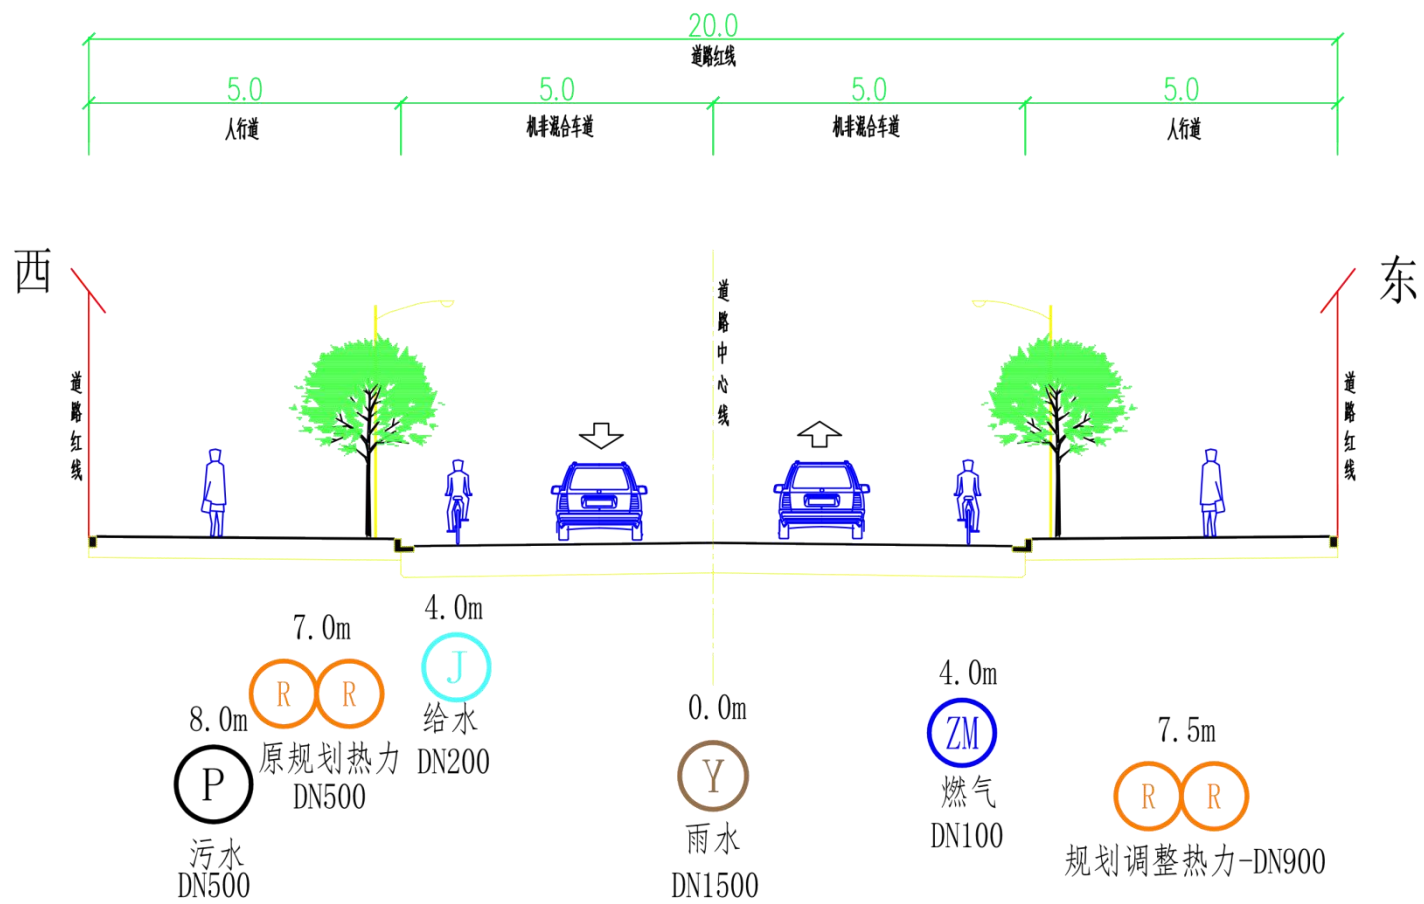 20.0
道路红线
5.0
5.0
5.0
5.0
人行道
机非混合车道
机非混合车道
人行道
西
东
道路中心线
道路红线
道路红线
4.0m
7.0m
J
R R
给水
DN200
8.0m
P
原规划热力
DN500
污水
DN500
0.0m
Y
雨水
DN1500
4.0m
ZM
燃气
DN100
7.5m
R R
规划调整热力-DN900